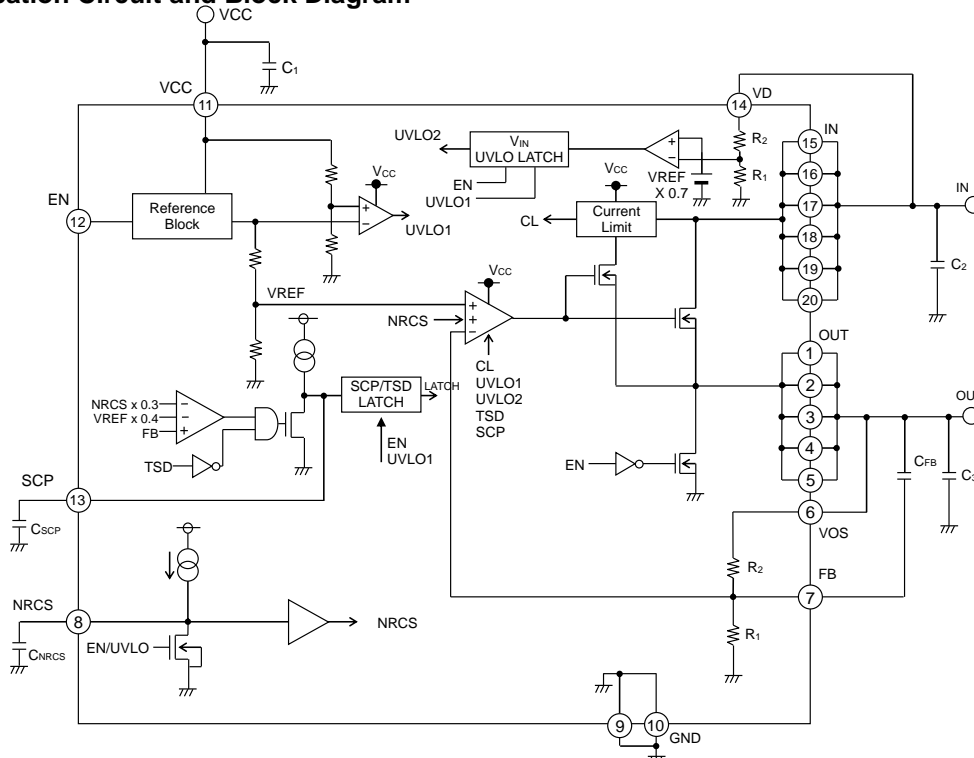 ation Circuit and Block Diagram
VCC
C1
VCC
11
14
VD
UVLO2
VIN
UVLO LATCH
R2
IN
15
EN
UVLO1
VREF
X 0.7
R1
16
VCC
EN
12
Reference
Block
VCC
UVLO1
CL
Current
Limit
17
IN
18
C2
19
20
VREF
VCC
NRCS
OUT
1
CL
UVLO1
UVLO2
TSD
SCP
2
SCP/TSD
LATCH
LATCH
NRCS x 0.3
VREF x 0.4
FB
EN
UVLO1
3
OU
4
TSD
EN
5
CFB
C3
SCP
13
CSCP
6
VOS
R2
FB
7
NRCS
8
NRCS
R1
CNRCS
EN/UVLO
9
10
GND